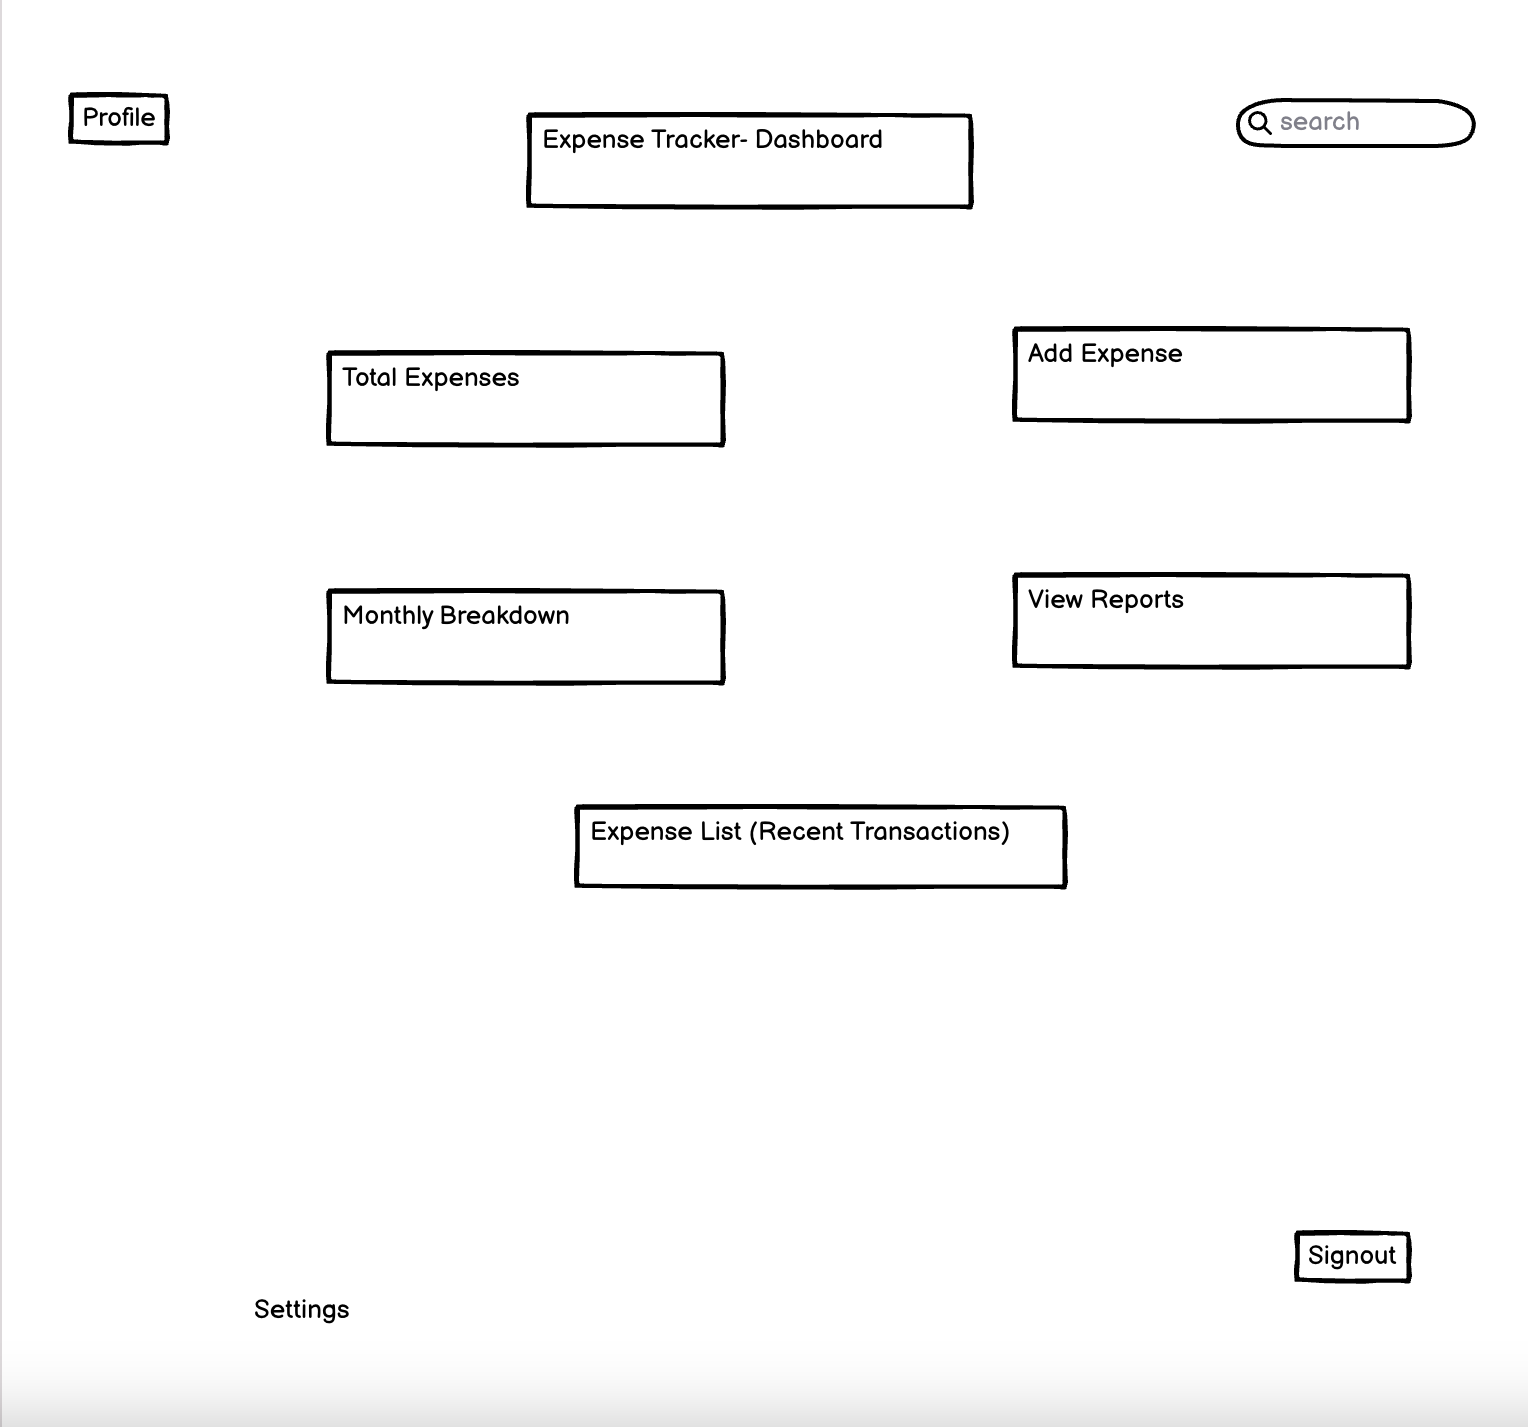 Profile
Expense Tracker- Dashboard
search
Total Expenses
Add Expense
Monthly Breakdown
View Reports
Expense List (Recent Transactions)
Signout
Settings